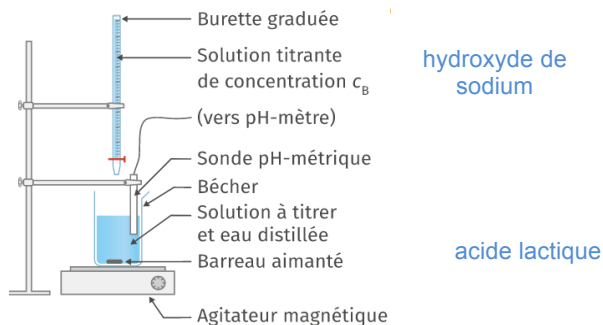 Burette graduée
Solution titrante
de concentration cB
hydroxyde de
sodium
(vers pH-mètre)
Sonde pH-métrique
Bécher
Solution à titrer
et eau distillée
acide lactique
Barreau aimanté
Agitateur magnétique